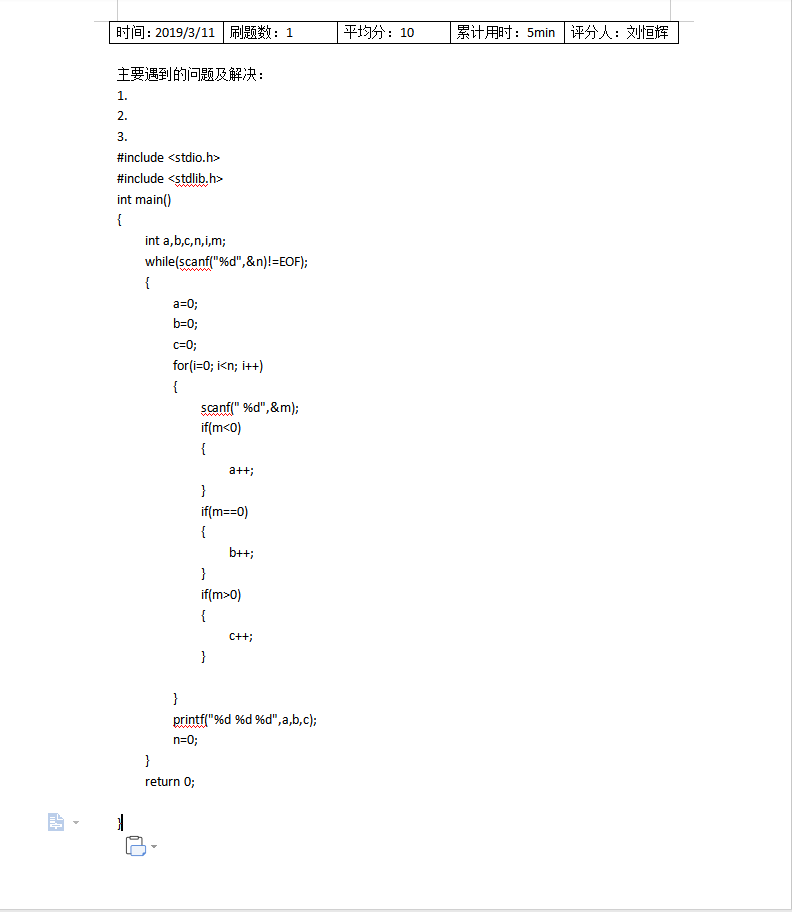 时间：2019/3/11 刷题数：1 平均分：10 累计用时：5min 评分人：刘恒辉
主要遇到的问题及解决：
1.
2.
3.
#include <stdio.h>
#include <stdlib.h>
int main()
{
int a,b,c,n,i,m;
while(scanf("%d",&n)!=EOF);
{
a=0;
b=0;
c=0;
for(i=0; i<n; i++)
{
scanf(" %d",&m);
if(m<0)
{
a++;
}
if(m==0)
{
b++;
}
if(m>0)
{
c++;
}
}
printf("%d %d %d",a,b,c);
n=0;
}
return 0;
}